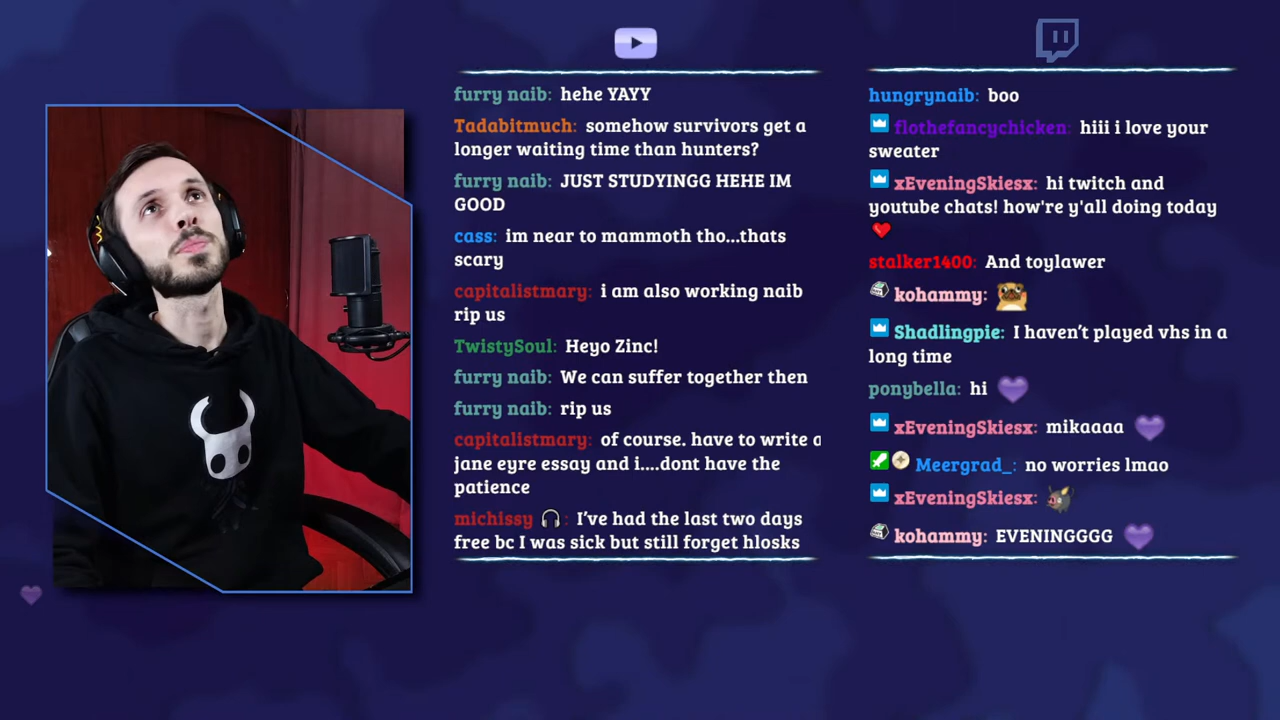 furry naib: hehe YAYY
Tadabitmuch: somehow survivors get a
longer waiting time than hunters?
furry naib: JUST STUDYINGG HEHE IM
GOOD
cass: im near to mammoth tho...thats
scary
capitalistmary: i am also working naib
rip us
TwistySoul: Heyo Zinc!
furry naib: We can suffer together then
furry naib: rip us
capitalistmary: of course. have to write a
jane eyre essay and i....dont have the
patience
michissy 🎧: I've had the last two days
free bc I was sick but still forget hlosks
hungrynaib: boo
flothefancychicken: hiii i love your
sweater
xEveningSkiesx: hi twitch and
youtube chats! how're y'all doing today
❤️
stalker1400: And toylawer
kohammy:
Shadlingpie: I haven't played vhs in a
long time
ponybella: hi 💜
xEveningSkiesx: mikaaaa 💜
Meergrad_: no worries lmao
xEveningSkiesx:
kohammy: EVENINGGGG 💜